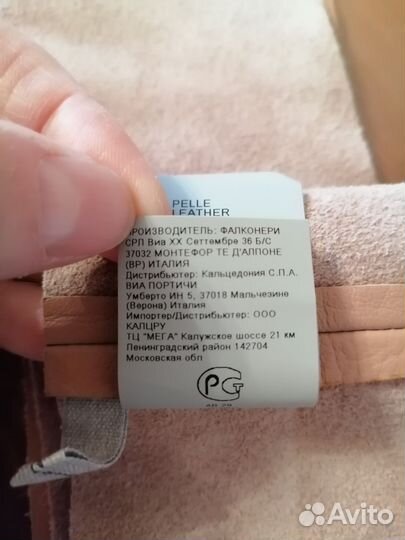 PELLE
LEATHER
ПРОИЗВОДИТЕЛЬ: ФАЛКОНЕРИ
СРП Виа XX Сеттембре 36 Б/С
37032 МОНТЕФОР ТЕ Д'АЛПОНЕ
(ВР) ИТАЛИЯ
Дистрибьютер: Кальцедония С.П.А.
ВИА ПОРТИЧИ
Умберто ИН 5, 37018 Мальчезине
(Верона) Италия
Импортер/Дистрибьютер: ООО
КАЛЦРУ
ТЦ "МЕГА" Калужское шоссе 21 км
Ленинградский район 142704
Московская обл
РСТ
Avito